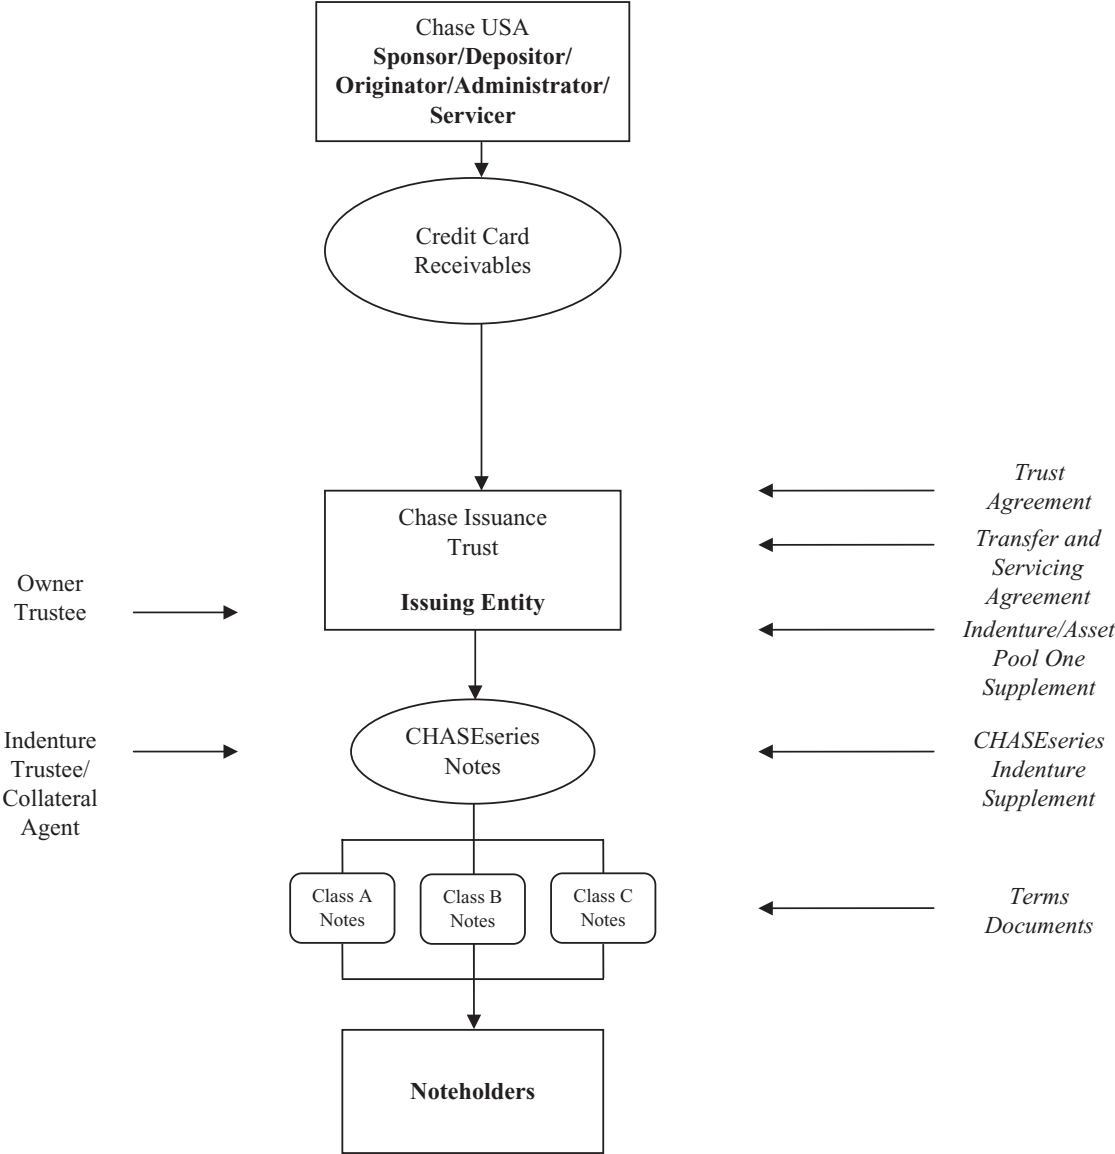 Chase USA
Sponsor/Depositor/
Originator/Administrator/
Servicer
Credit Card
Receivables
Chase Issuance
Trust
Issuing Entity
Owner
Trustee
Trust
Agreement
Transfer and
Servicing
Agreement
Indenture/Asset
Pool One
Supplement
CHASEseries
Notes
Indenture
Trustee/
Collateral
Agent
CHASEseries
Indenture
Supplement
Class A
Notes
Class B
Notes
Class C
Notes
Terms
Documents
Noteholders